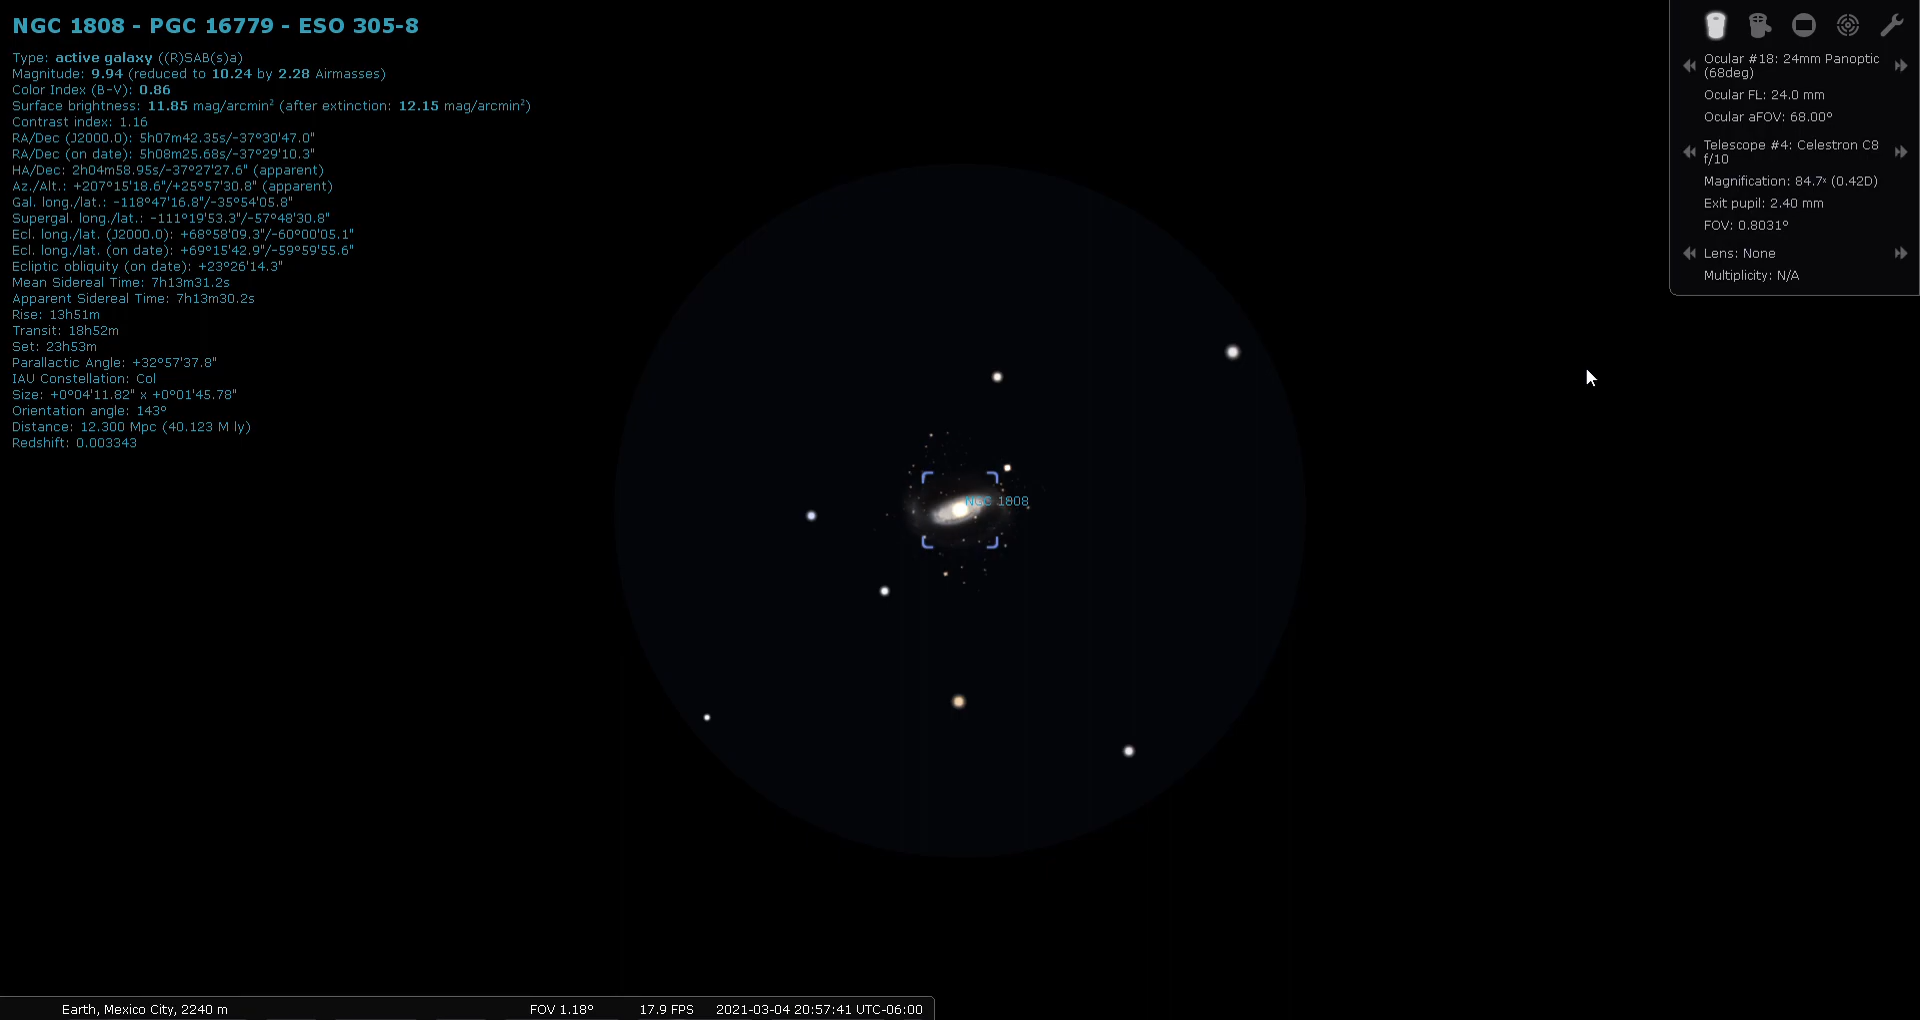 NGC 1808 - PGC 16779 - ESO 305-8
Type: active galaxy ((R)SAB(s)a)
Magnitude: 9.94 (reduced to 10.24 by 2.28 Airmasses)
Color Index (B-V): 0.86
Surface brightness: 11.85 mag/arcmin² (after extinction: 12.15 mag/arcmin²)
Contrast index: 1.16
RA/Dec (J2000.0): 5h07m42.35s/-37°30'47.0"
RA/Dec (on date): 5h08m25.68s/-37°29'10.3"
HA/Dec: 2h04m58.95s/-37°27'27.6" (apparent)
Az./Alt.: +207°15'18.6"/+25°57'30.8" (apparent)
Gal. long./lat.: -118°47'16.8"/-35°54'05.8"
Supergal. long./lat.: -111°19'53.3"/-57°48'30.8"
Ecl. long./lat. (J2000.0): +68°58'09.3"/-60°00'05.1"
Ecl. long./lat. (on date): +69°15'42.9"/-59°59'55.6"
Ecliptic obliquity (on date): +23°26'14.3"
Mean Sidereal Time: 7h13m31.2s
Apparent Sidereal Time: 7h13m30.2s
Rise: 13h51m
Transit: 18h52m
Set: 23h53m
Parallactic Angle: +32°57'37.8"
IAU Constellation: Col
Size: +0°04'11.82" x +0°01'45.78"
Orientation angle: 143°
Distance: 12.300 Mpc (40.123 M ly)
Redshift: 0.003343
Ocular #18: 24mm Panoptic
(68deg)
Ocular FL: 24.0 mm
Ocular aFOV: 68.00°
Telescope #4: Celestron C8
f/10
Magnification: 84.7ˣ (0.42D)
Exit pupil: 2.40 mm
FOV: 0.8031°
Lens: None
Multiplicity: N/A
NGC 1808
Earth, Mexico City, 2240 m
FOV 1.18°
17.9 FPS
2021-03-04 20:57:41 UTC-06:00